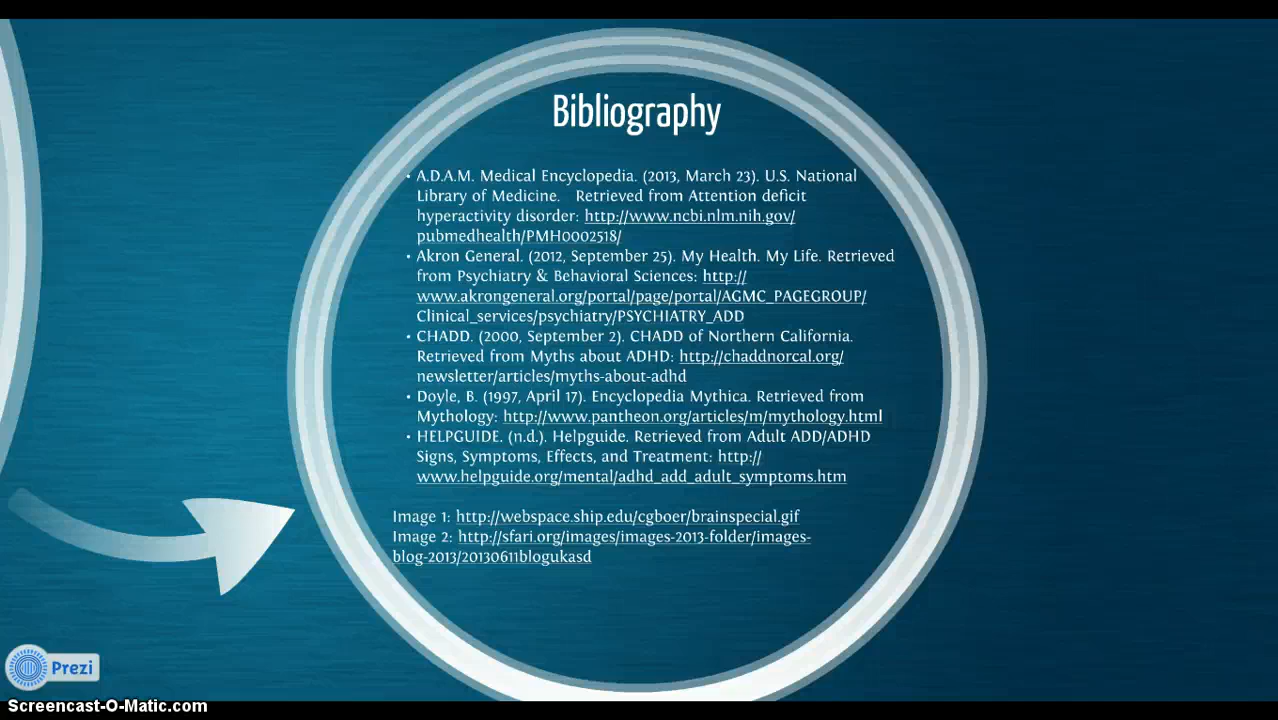 Bibliography
• A.D.A.M. Medical Encyclopedia. (2013, March 23). U.S. National
Library of Medicine. Retrieved from Attention deficit
hyperactivity disorder: http://www.ncbi.nlm.nih.gov/
pubmedhealth/PMH0002518/
• Akron General. (2012, September 25). My Health. My Life. Retrieved
from Psychiatry & Behavioral Sciences: http://
www.akrongeneral.org/portal/page/portal/AGMC_PAGEGROUP/
Clinical_services/psychiatry/PSYCHIATRY_ADD
• CHADD. (2000, September 2). CHADD of Northern California.
Retrieved from Myths about ADHD: http://chaddnorcal.org/
newsletter/articles/myths-about-adhd
• Doyle, B. (1997, April 17). Encyclopedia Mythica. Retrieved from
Mythology: http://www.pantheon.org/articles/m/mythology.html
• HELPGUIDE. (n.d.). Helpguide. Retrieved from Adult ADD/ADHD
Signs, Symptoms, Effects, and Treatment: http://
www.helpguide.org/mental/adhd_add_adult_symptoms.htm
Image 1: http://webspace.ship.edu/cgboer/brainspecial.gif
Image 2: http://sfari.org/images/images-2013-folder/images-
blog-2013/20130611blogukasd
Prezi
Screencast-O-Matic.com